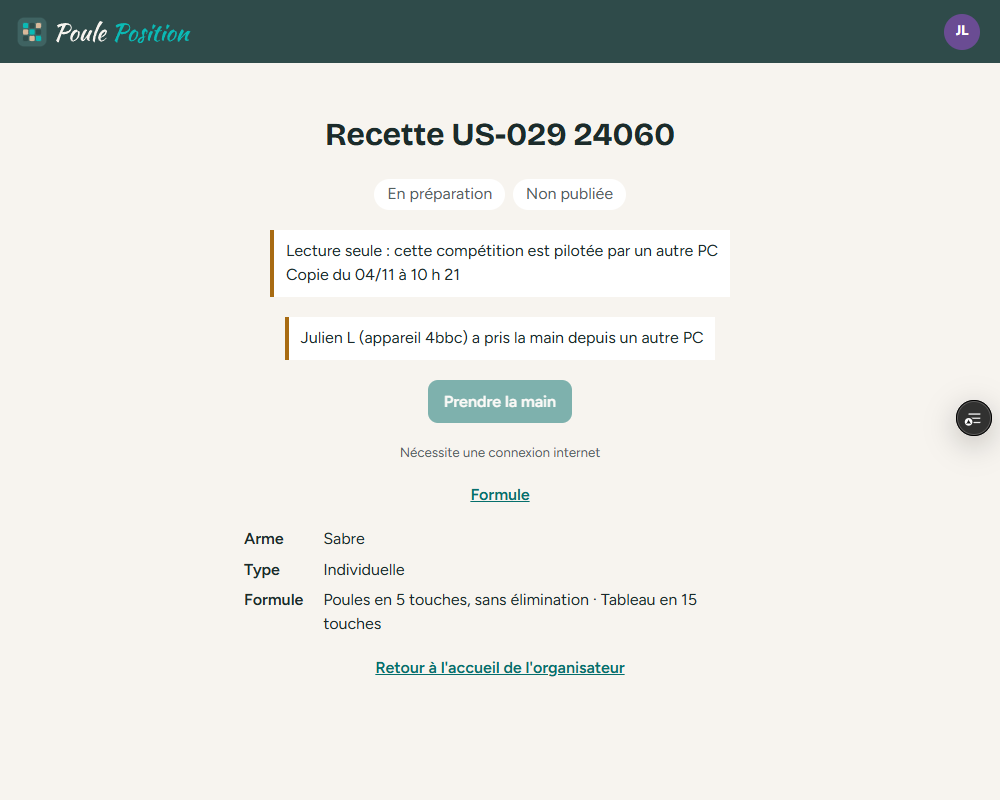 Poule Position
JL
Recette US-029 24060
En préparation
Non publiée
Lecture seule : cette compétition est pilotée par un autre PC
Copie du 04/11 à 10 h 21
Julien L (appareil 4bbc) a pris la main depuis un autre PC
Prendre la main
Nécessite une connexion internet
Formule
Arme Sabre
Type Individuelle
Formule Poules en 5 touches, sans élimination · Tableau en 15
touches
Retour à l'accueil de l'organisateur